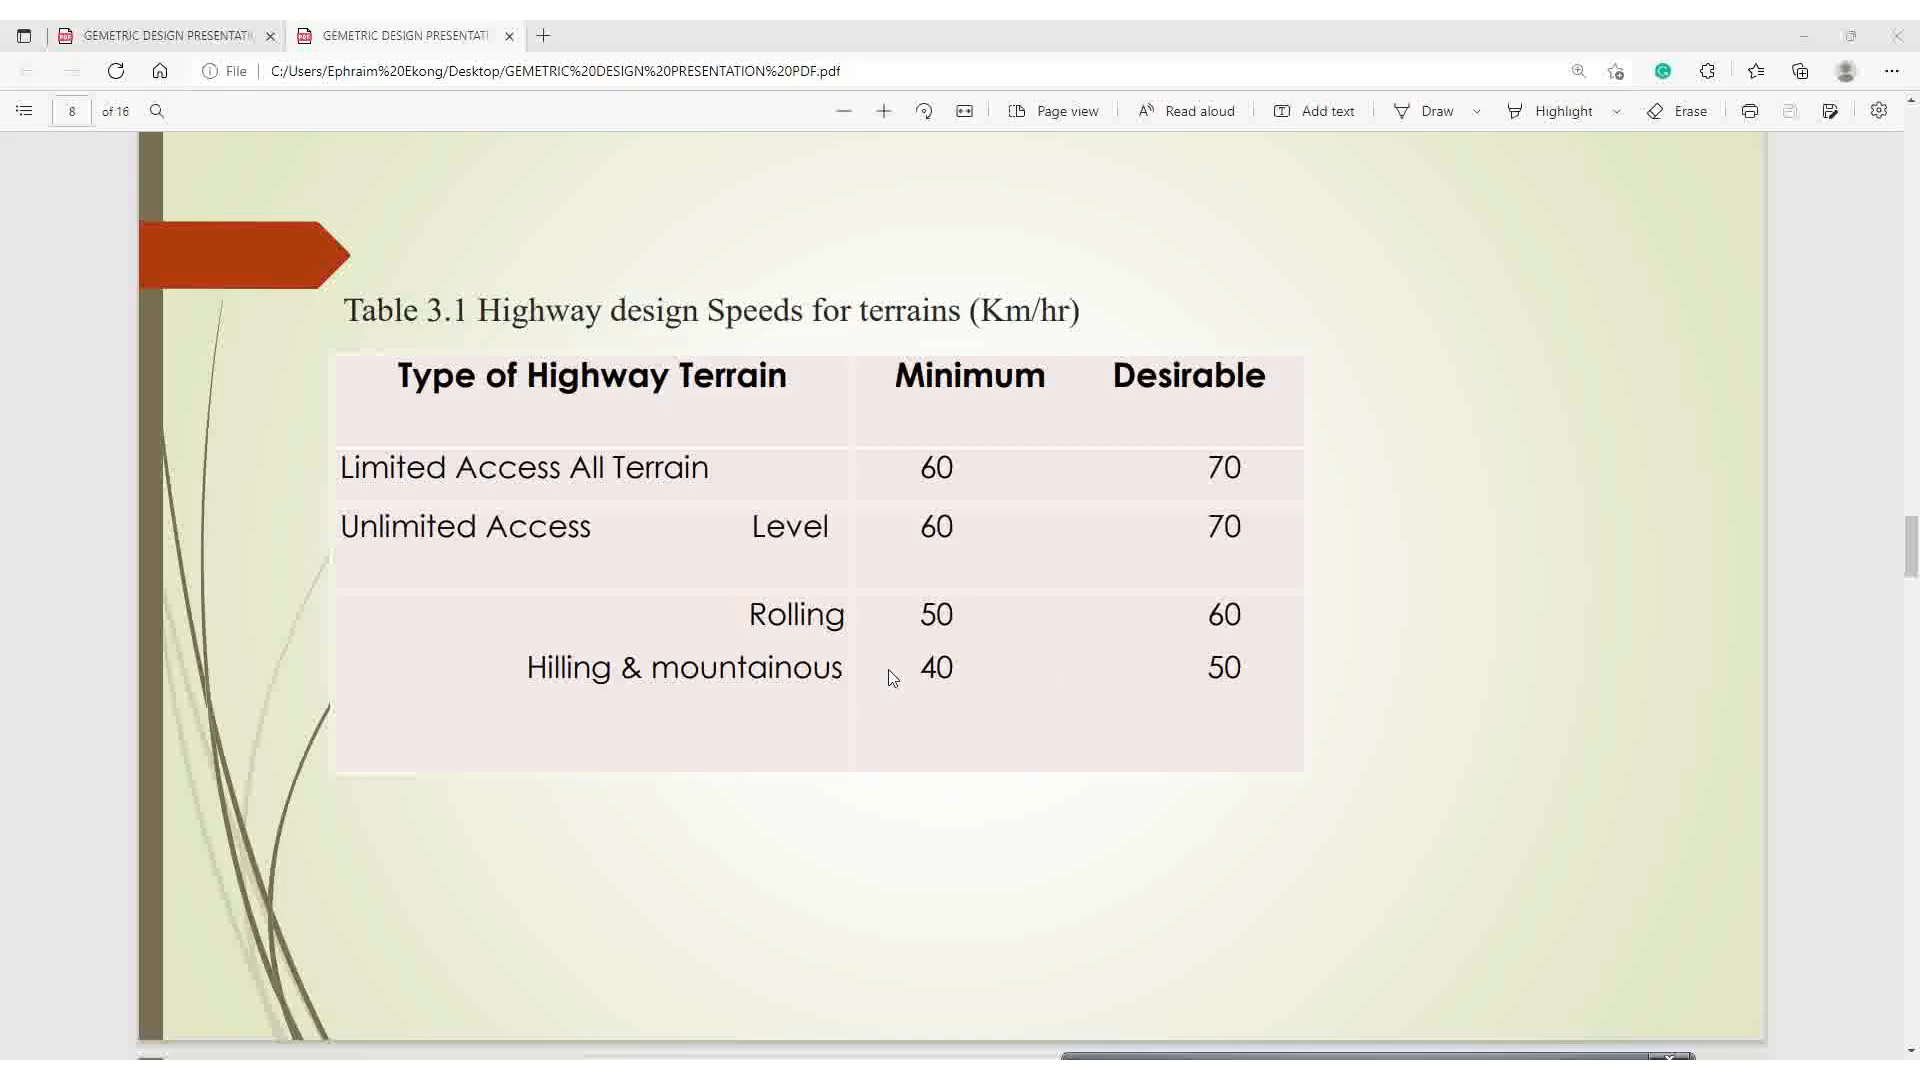 GEMETRIC DESIGN PRESENTATI
GEMETRIC DESIGN PRESENTATI
File
C:/Users/Ephraim%20Ekong/Desktop/GEMETRIC%20DESIGN%20PRESENTATION%20PDF.pdf
8 of 16
Page view
Read aloud
Add text
Draw
Highlight
Erase
Table 3.1 Highway design Speeds for terrains (Km/hr)
Type of Highway Terrain Minimum Desirable
Limited Access All Terrain 60 70
Unlimited Access Level 60 70
Rolling 50 60
Hilling & mountainous 40 50